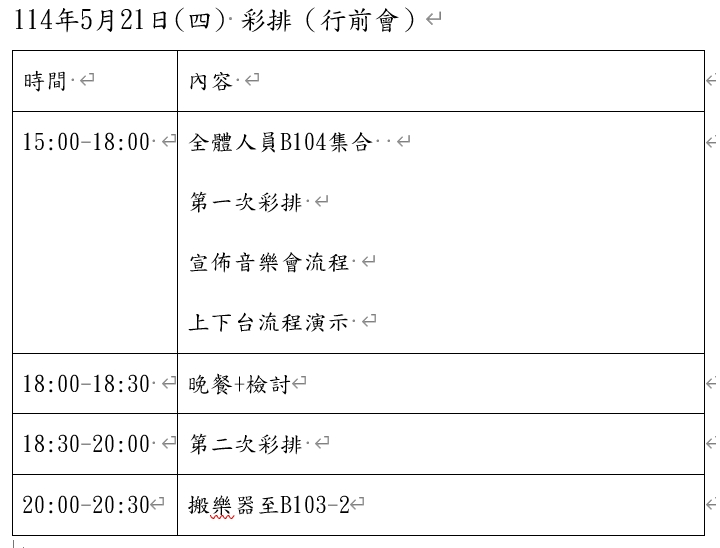 114年5月21日(四) 彩排（行前會）
時間
內容
15:00-18:00
全體人員B104集合
第一次彩排
宣佈音樂會流程
上下台流程演示
18:00-18:30
晚餐+檢討
18:30-20:00
第二次彩排
20:00-20:30
搬樂器至B103-2